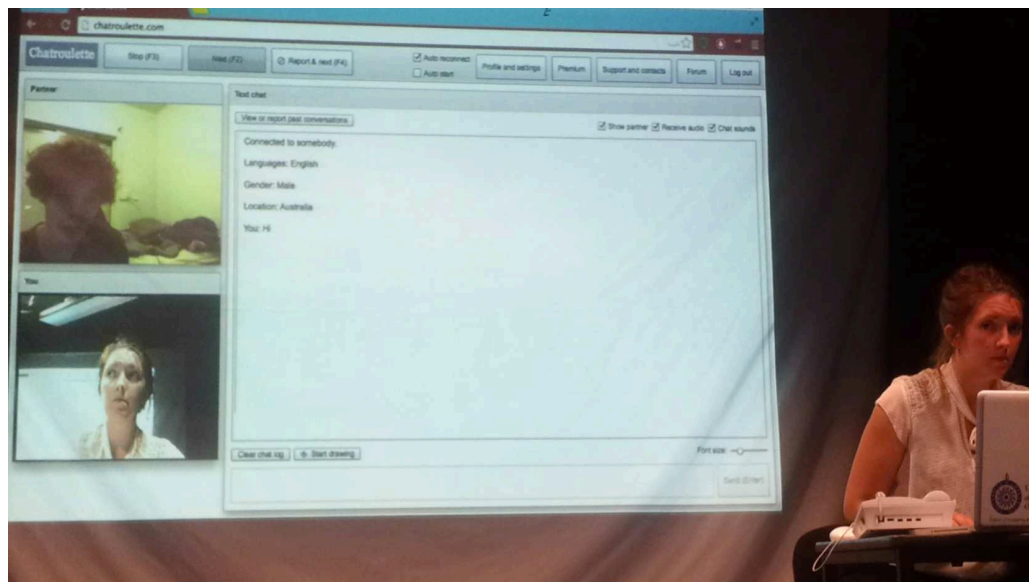 chatroulette.com
Chatroulette
Stop (F3)
Next (F2)
Report & next (F4)
Auto reconnect
Auto start
Profile and settings
Premium
Support and contacts
Forum
Log out
Partner
Text chat
View or report past conversations
Show partner
Receive audio
Chat sounds
Connected to somebody.
Languages: English
Gender: Male
Location: Australia
You: Hi
You
Clear chat log
Start drawing
Font size
Send (Enter)